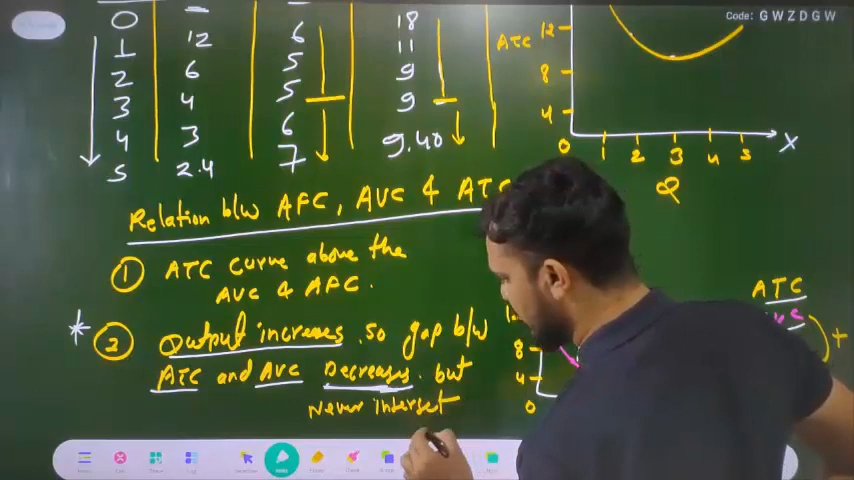 Code: G W Z D G W
0 - -
1 12 6 18
2 6 5 11
3 4 5 9
4 3 6 9
5 2.4 7 9.40
ATC 12
8
4
0 1 2 3 4 5 X
Q
Relation b/w AFC, AVC & ATC
① ATC curve above the
AVC & AFC.
* ② Output increases. so gap b/w
ATC and AVC Decreases. but
Never interset
ATC
+
8
4
0